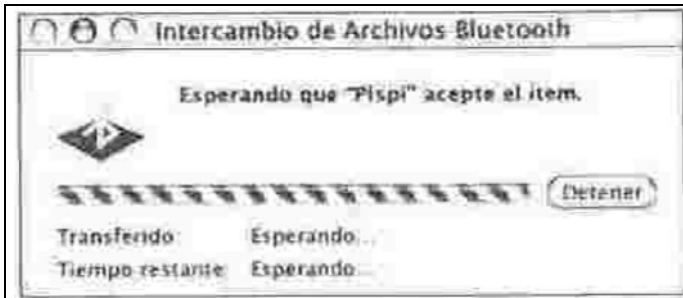 Intercambio de Archivos Bluetooth
Esperando que "Pispi" acepte el ítem.
Detener
Transferido: Esperando...
Tiempo restante: Esperando...